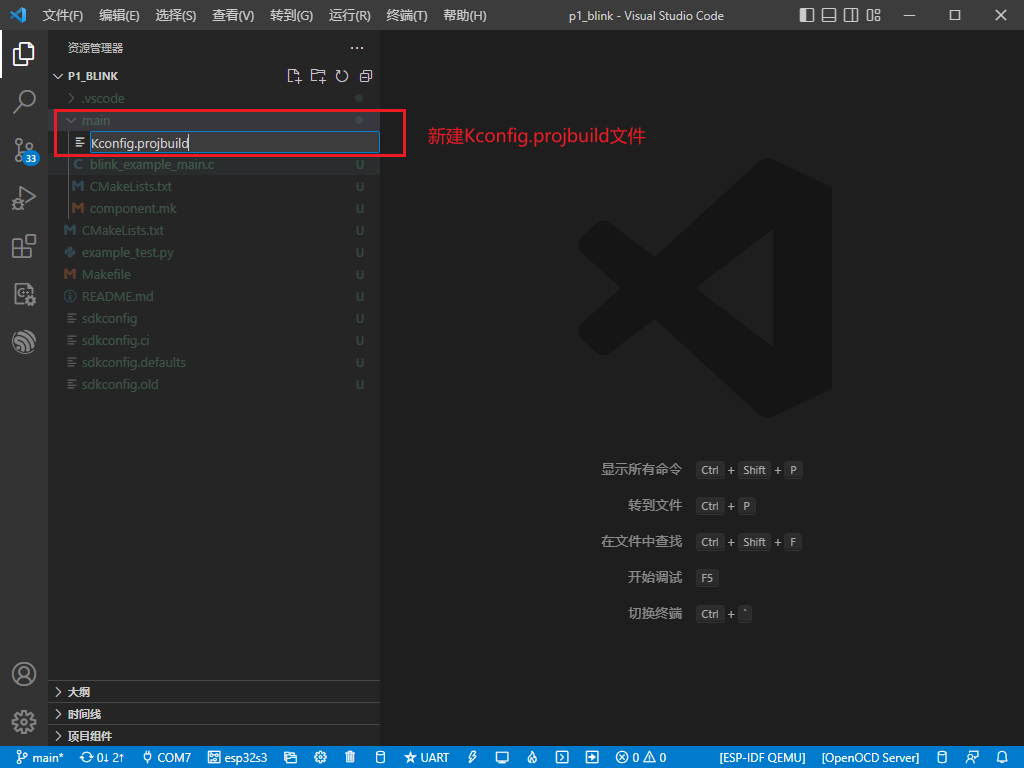 文件(F) 编辑(E) 选择(S) 查看(V) 转到(G) 运行(R) 终端(T) 帮助(H) p1_blink - Visual Studio Code
资源管理器
P1_BLINK
.vscode
main
Kconfig.projbuild
新建Kconfig.projbuild文件
blink_example_main.c U
CMakeLists.txt U
component.mk U
CMakeLists.txt U
example_test.py U
Makefile U
README.md U
sdkconfig U
sdkconfig.ci U
sdkconfig.defaults U
sdkconfig.old U
33
显示所有命令 Ctrl + Shift + P
转到文件 Ctrl + P
在文件中查找 Ctrl + Shift + F
开始调试 F5
切换终端 Ctrl + `
大纲
时间线
项目组件
main* 0↓ 2↑ COM7 esp32s3 UART 0 0 [ESP-IDF QEMU] [OpenOCD Server]